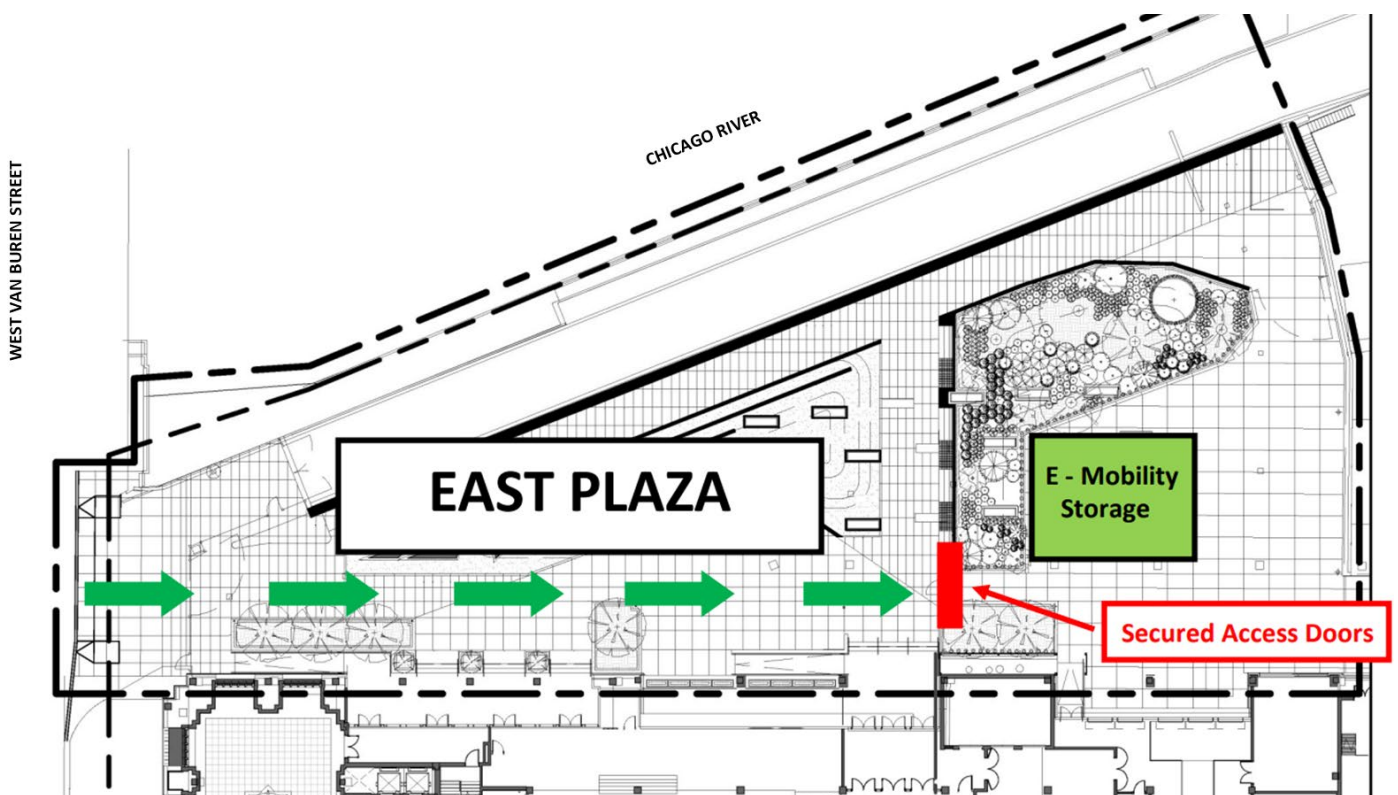 CHICAGO RIVER
WEST VAN BUREN STREET
EAST PLAZA
E - Mobility
Storage
Secured Access Doors